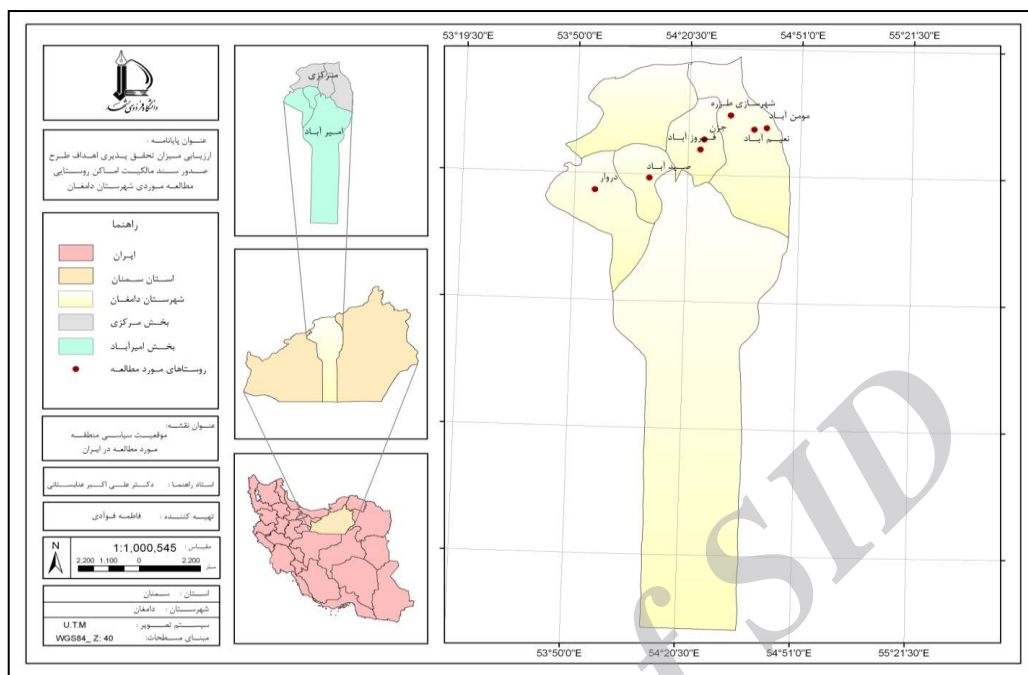 دانشگاه فردوسی مشهد
عنوان پایانامه :
ارزیابی میزان تحقق پذیری اهداف طرح
صدور سند مالکیت اماکن روستایی
مطالعه موردی شهرستان دامغان
راهنما
ایران
استان سمنان
شهرستان دامغان
بخش مرکزی
بخش امیرآباد
روستاهای مورد مطالعه
عنوان نقشه:
موقعیت سیاسی منطقه
مورد مطالعه در ایران
استاد راهنما : دکتر علی اکبر عنابستانی
تهیه کننده : فاطمه فوادی
N
مقیاس : 1:1,000,545
2,200 1,100 0 2,200
متر
استان : سمنان
شهرستان : دامغان
سیستم تصویر : U.T.M
مبنای مسطحات: WGS84_ Z: 40
مرکزی
امیر آباد
53°19'30"E 53°50'0"E 54°20'30"E 54°51'0"E 55°21'30"E
شهرسازی طزره
مومن آباد
جزن
نعیم آباد
فیروز آباد
صید آباد
دروار
53°50'0"E 54°20'30"E 54°51'0"E 55°21'30"E
f SID